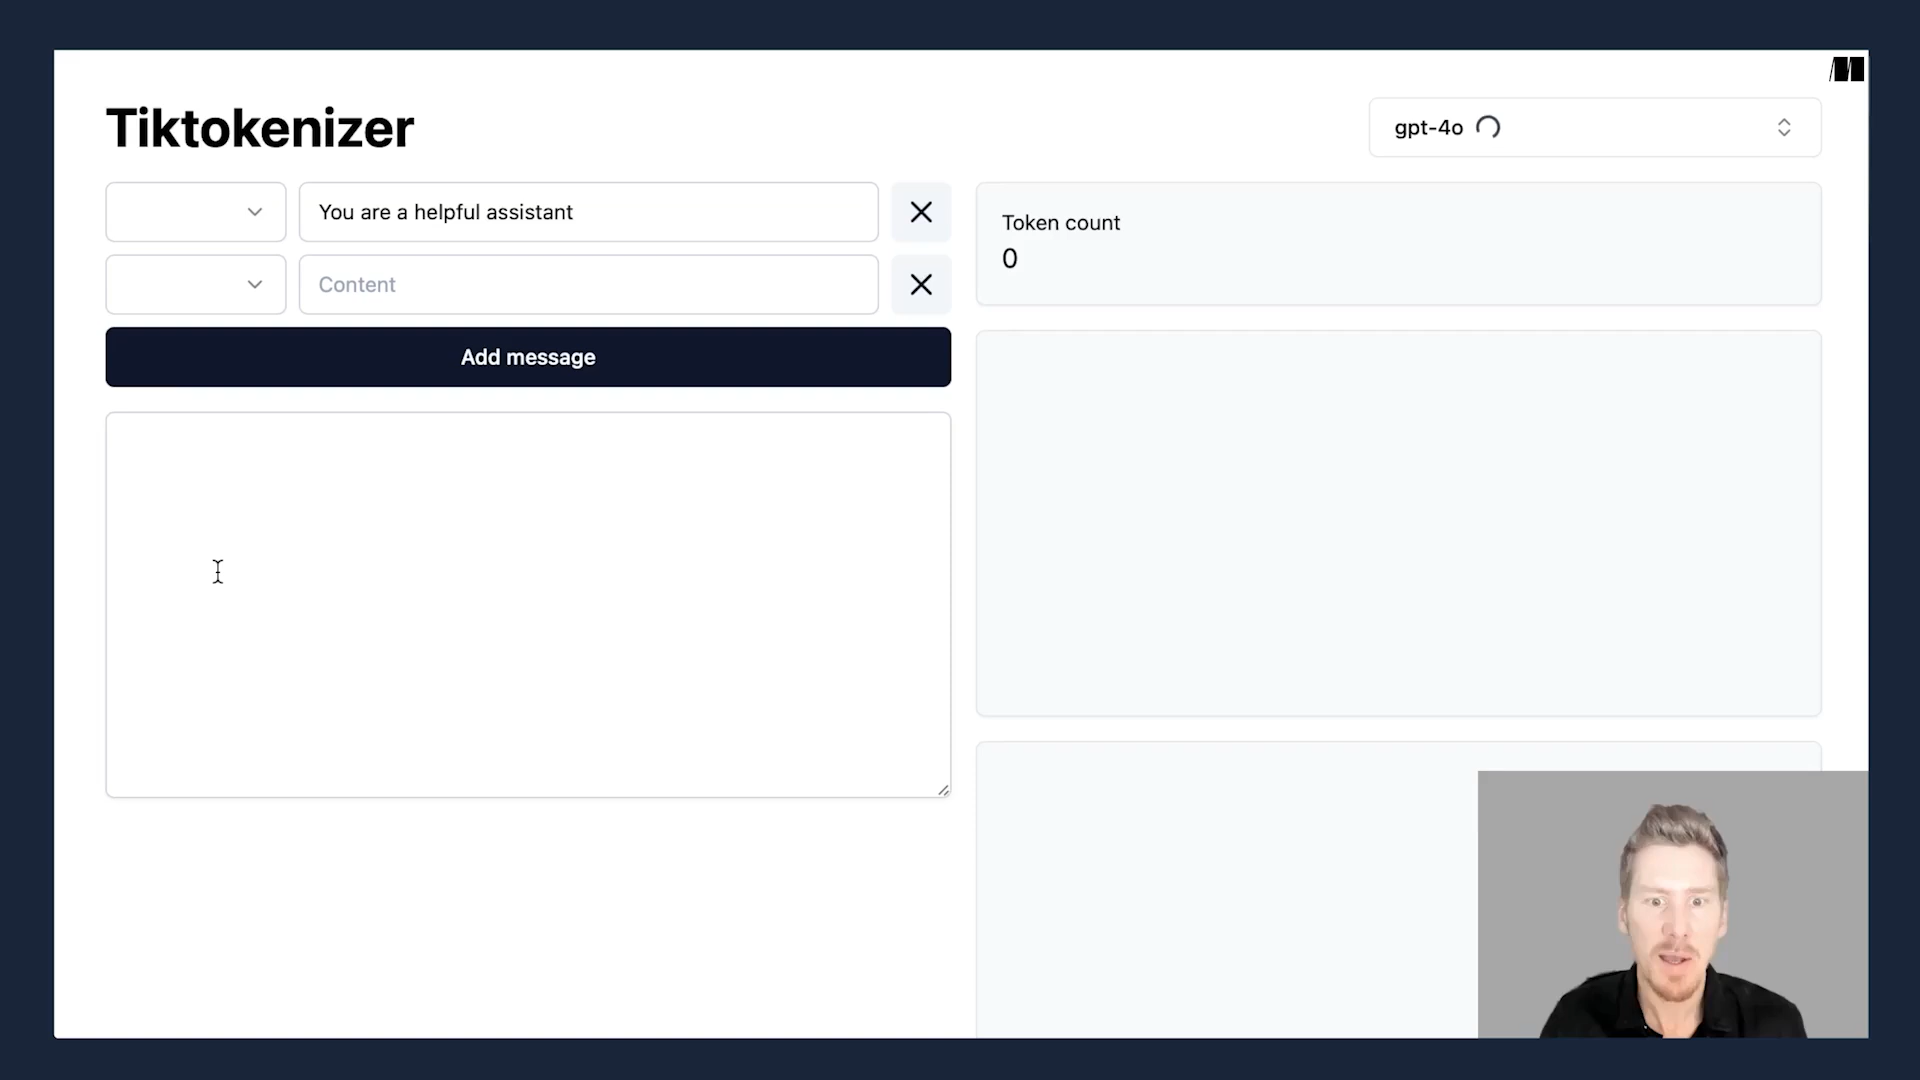 Tiktokenizer
gpt-4o
You are a helpful assistant
Content
Add message
Token count
0